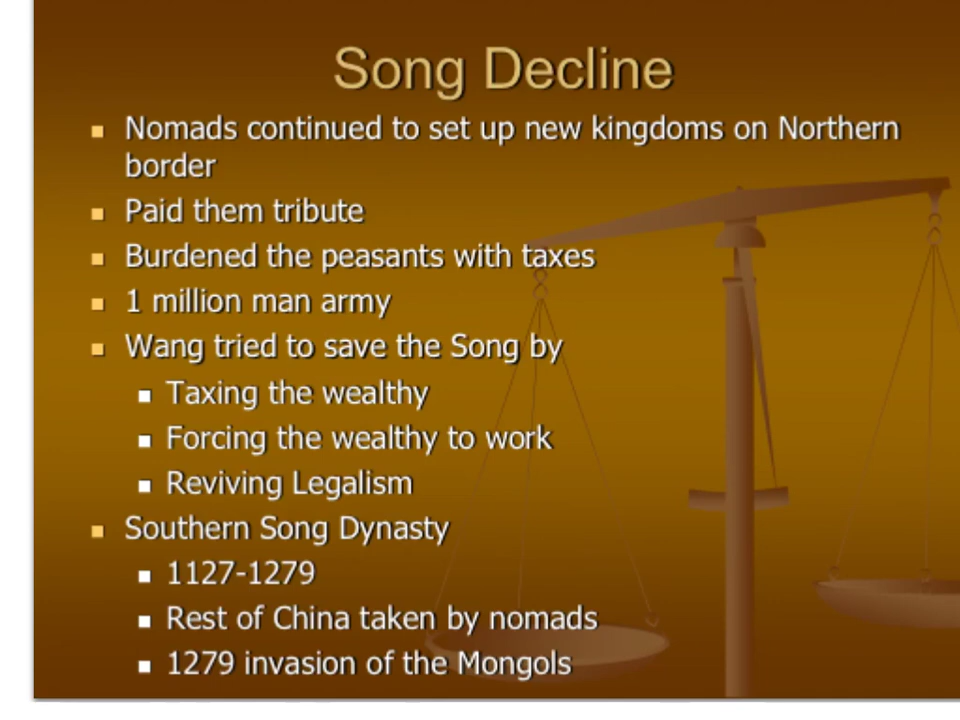 Song Decline
Nomads continued to set up new kingdoms on Northern
border
Paid them tribute
Burdened the peasants with taxes
1 million man army
Wang tried to save the Song by
Taxing the wealthy
Forcing the wealthy to work
Reviving Legalism
Southern Song Dynasty
1127-1279
Rest of China taken by nomads
1279 invasion of the Mongols